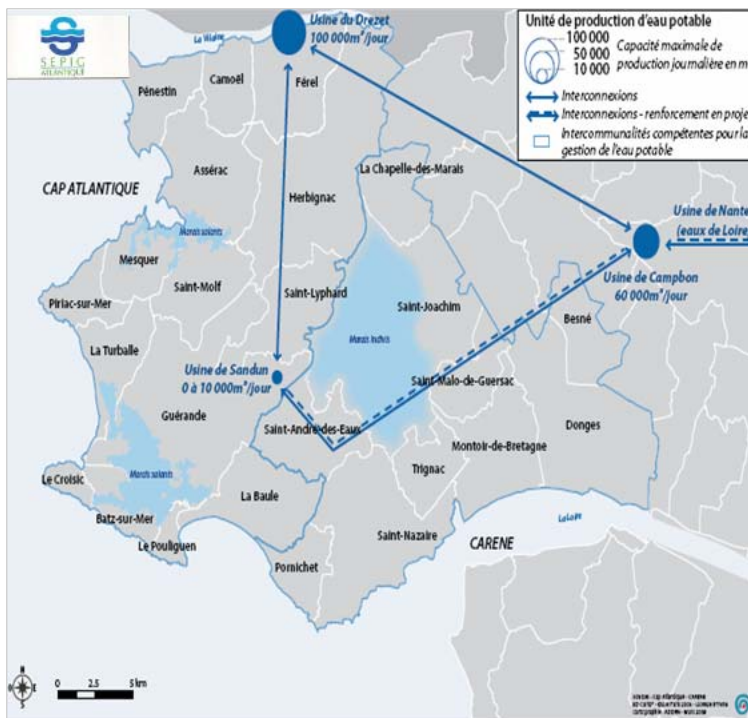 SEPIG
ATLANTIQUE
La Vilaine
Usine du Drezet
100 000m³/jour
Unité de production d'eau potable
100 000
50 000
10 000
Capacité maximale de
production journalière en m
Interconnexions
Interconnexions - renforcement en proje
Intercommunalités compétentes pour la
gestion de l'eau potable
Pénestin
Camoël
Férel
Assérac
Herbignac
La Chapelle-des-Marais
CAP ATLANTIQUE
Marais salants
Mesquer
Saint-Molf
Saint-Lyphard
Piriac-sur-Mer
Marais Indivis
Saint-Joachim
Usine de Nante
(eaux de Loire
Usine de Campbon
60 000m³/jour
Besné
La Turballe
Usine de Sandun
0 à 10 000m³/jour
Saint-Malo-de-Guersac
Guérande
Saint-André-des-Eaux
Donges
Montoir-de-Bretagne
Trignac
Le Croisic
Marais salants
La Baule
Batz-sur-Mer
Le Pouliguen
Saint-Nazaire
La Loire
CARENE
Pornichet
N
S
0 2.5 5 km